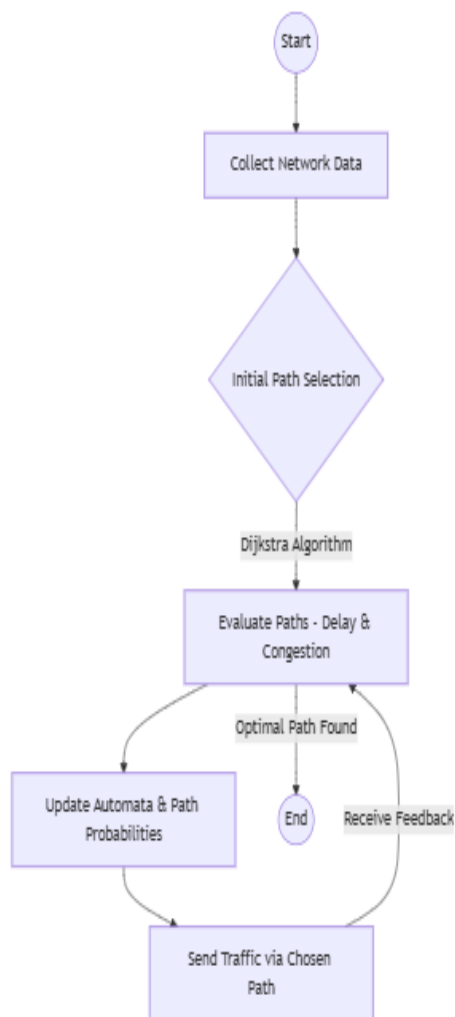 Start
Collect Network Data
Initial Path Selection
Dijkstra Algorithm
Evaluate Paths - Delay &
Congestion
Optimal Path Found
Update Automata & Path
Probabilities
End
Receive Feedback
Send Traffic via Chosen
Path